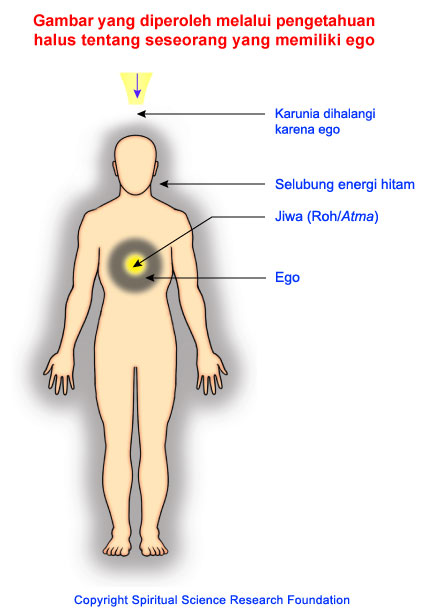 Gambar yang diperoleh melalui pengetahuan
halus tentang seseorang yang memiliki ego
Karunia dihalangi
karena ego
Selubung energi hitam
Jiwa (Roh/Atma)
Ego
Copyright Spiritual Science Research Foundation